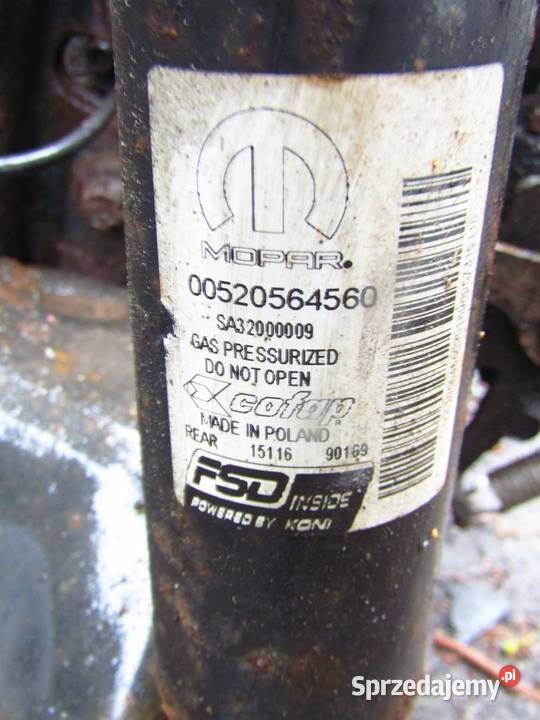 MOPAR®
00520564560
SA32000009
GAS PRESSURIZED
DO NOT OPEN
cofap®
MADE IN POLAND
REAR 15116 90169
FSD INSIDE
POWERED BY KONI
Sprzedajemy.pl